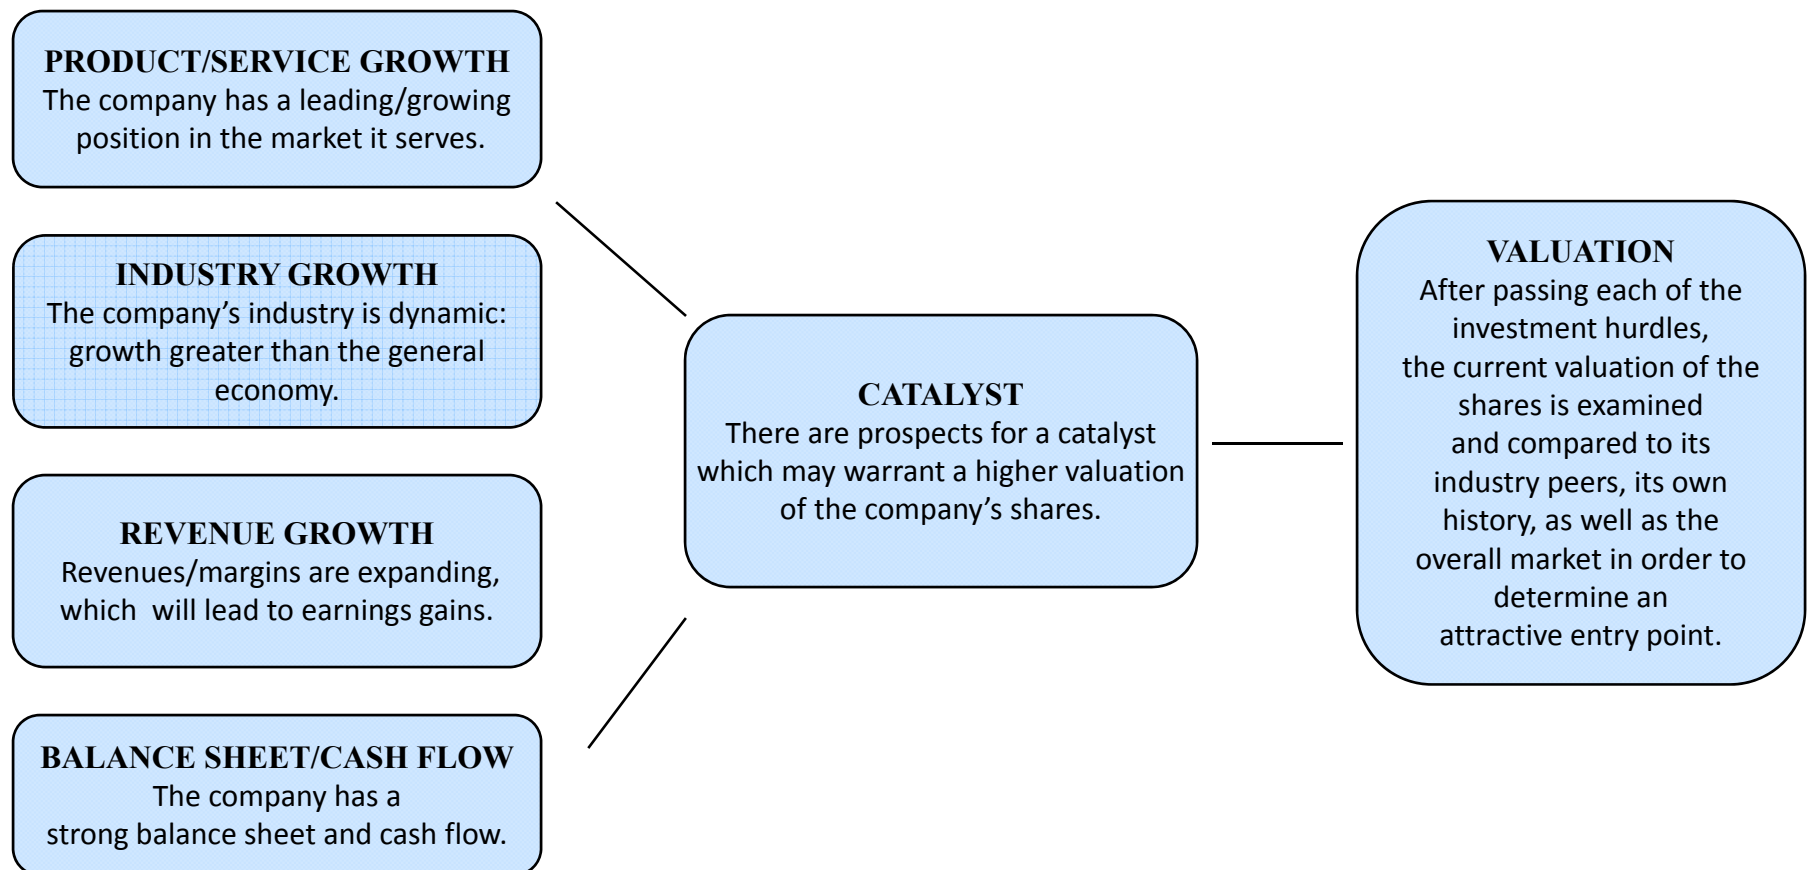 PRODUCT/SERVICE GROWTH
The company has a leading/growing
position in the market it serves.
INDUSTRY GROWTH
The company’s industry is dynamic:
growth greater than the general
economy.
REVENUE GROWTH
Revenues/margins are expanding,
which  will lead to earnings gains.
BALANCE SHEET/CASH FLOW
The company has a
strong balance sheet and cash flow.
CATALYST
There are prospects for a catalyst
which may warrant a higher valuation
of the company’s shares.
VALUATION
After passing each of the
investment hurdles,
the current valuation of the
shares is examined
and compared to its
industry peers, its own
history, as well as the
overall market in order to
determine an
attractive entry point.